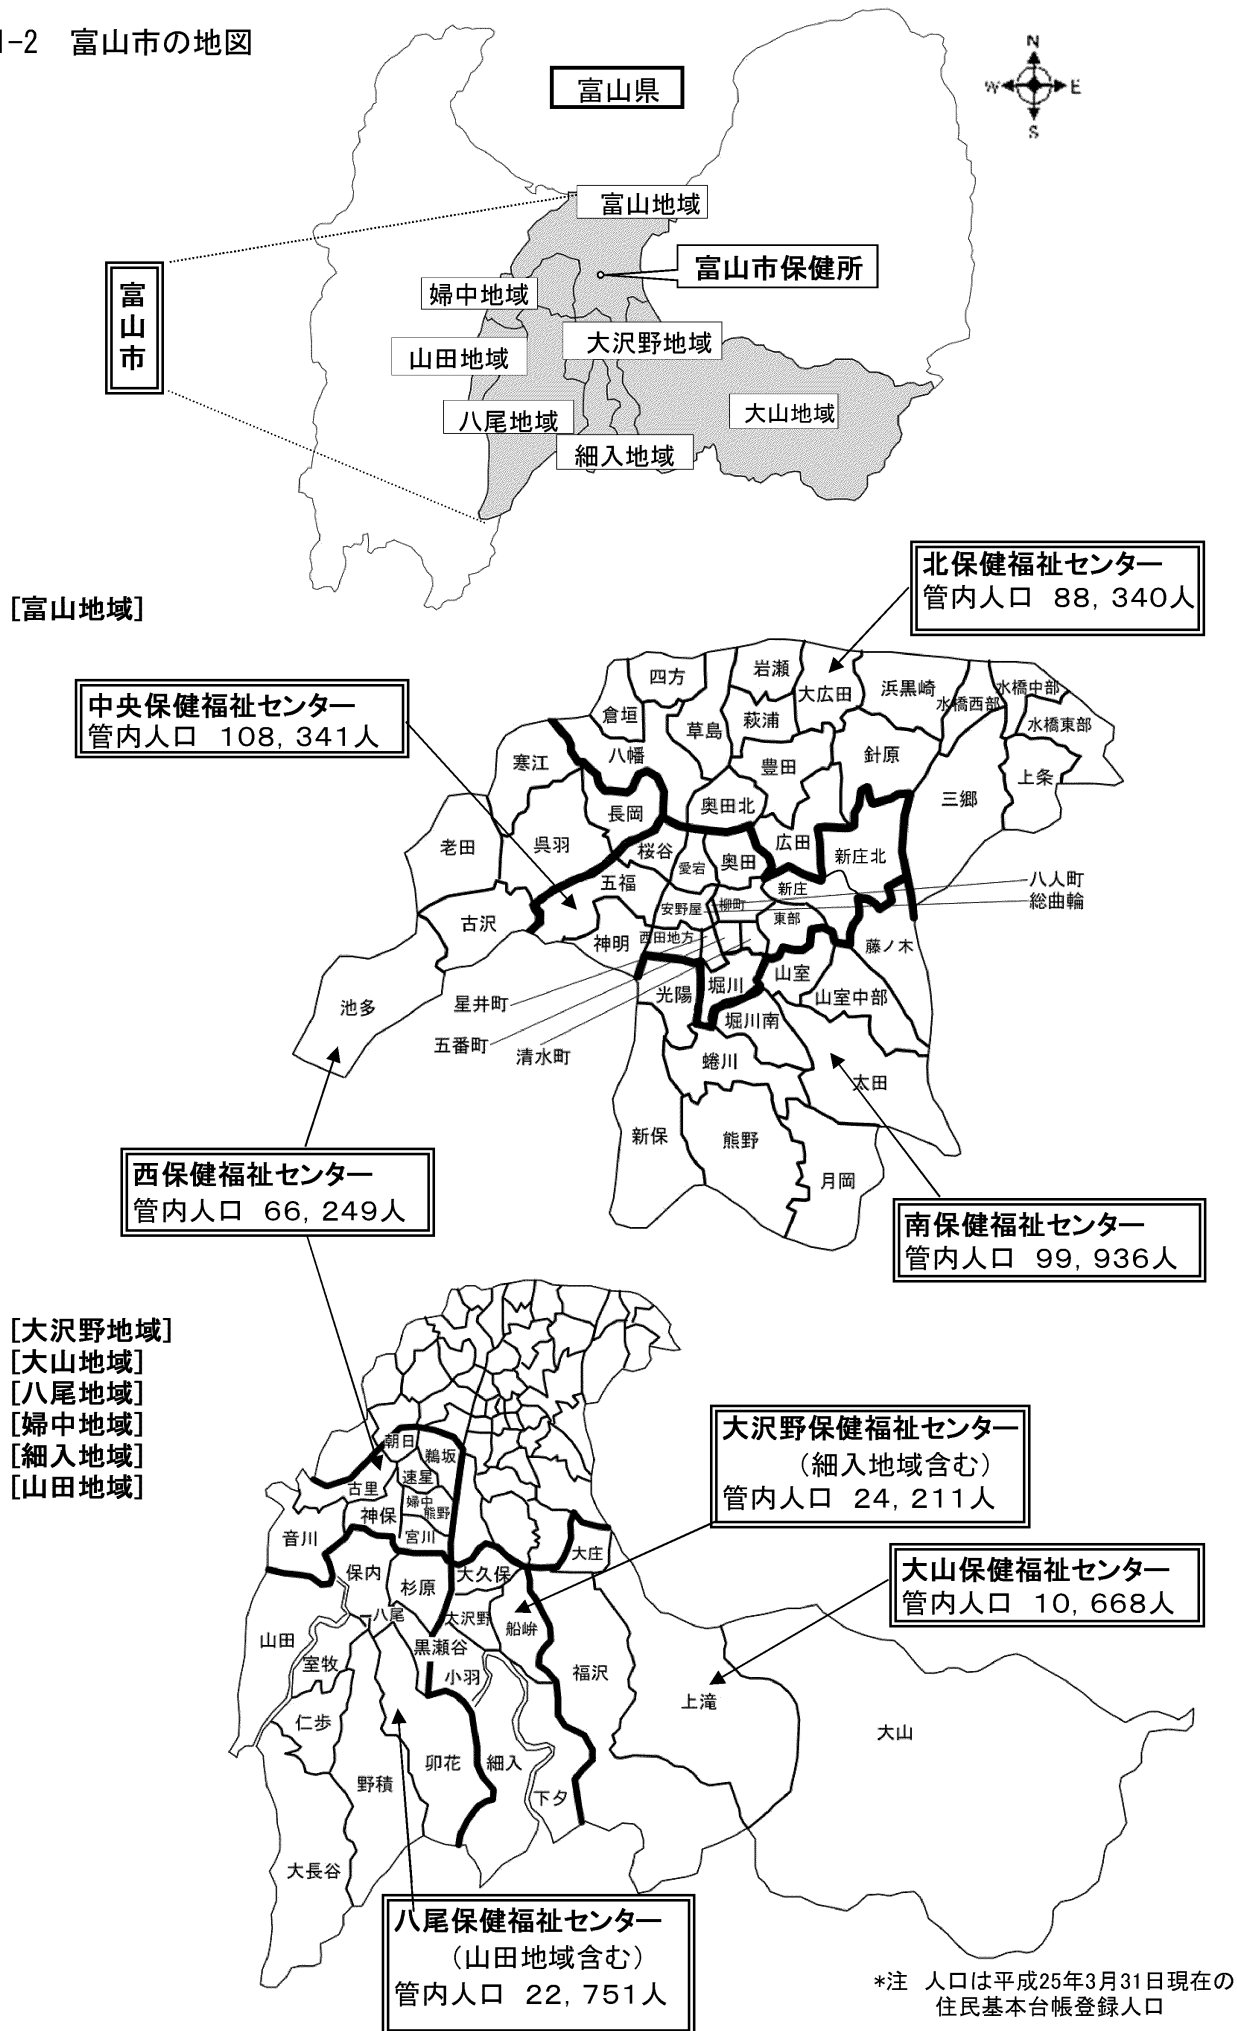 1-2　富山市の地図
N
W E
S
富山県
富山地域
富山市保健所
富山市
婦中地域
大沢野地域
山田地域
大山地域
八尾地域
細入地域
[富山地域]
北保健福祉センター
管内人口　88，340人
中央保健福祉センター
管内人口　108，341人
四方
岩瀬
大広田
浜黒崎
水橋西部
水橋中部
水橋東部
倉垣
草島
萩浦
八幡
豊田
針原
上条
寒江
三郷
長岡
奥田北
老田
呉羽
桜谷
愛宕
奥田
広田
新庄北
五福
新庄
八人町
総曲輪
安野屋
柳町
古沢
神明
西田地方
東部
藤ノ木
池多
星井町
五番町
清水町
光陽
堀川
山室
山室中部
堀川南
蜷川
太田
新保
熊野
月岡
西保健福祉センター
管内人口　66，249人
南保健福祉センター
管内人口　99，936人
[大沢野地域]
[大山地域]
[八尾地域]
[婦中地域]
[細入地域]
[山田地域]
大沢野保健福祉センター
（細入地域含む）
管内人口　24，211人
朝日
鵜坂
速星
古里
婦中
熊野
神保
音川
宮川
大庄
大山保健福祉センター
管内人口　10，668人
保内
杉原
大久保
八尾
大沢野
船峅
山田
室牧
黒瀬谷
小羽
福沢
上滝
仁歩
大山
野積
卯花
細入
下夕
大長谷
八尾保健福祉センター
（山田地域含む）
管内人口　22，751人
*注　人口は平成25年3月31日現在の
住民基本台帳登録人口